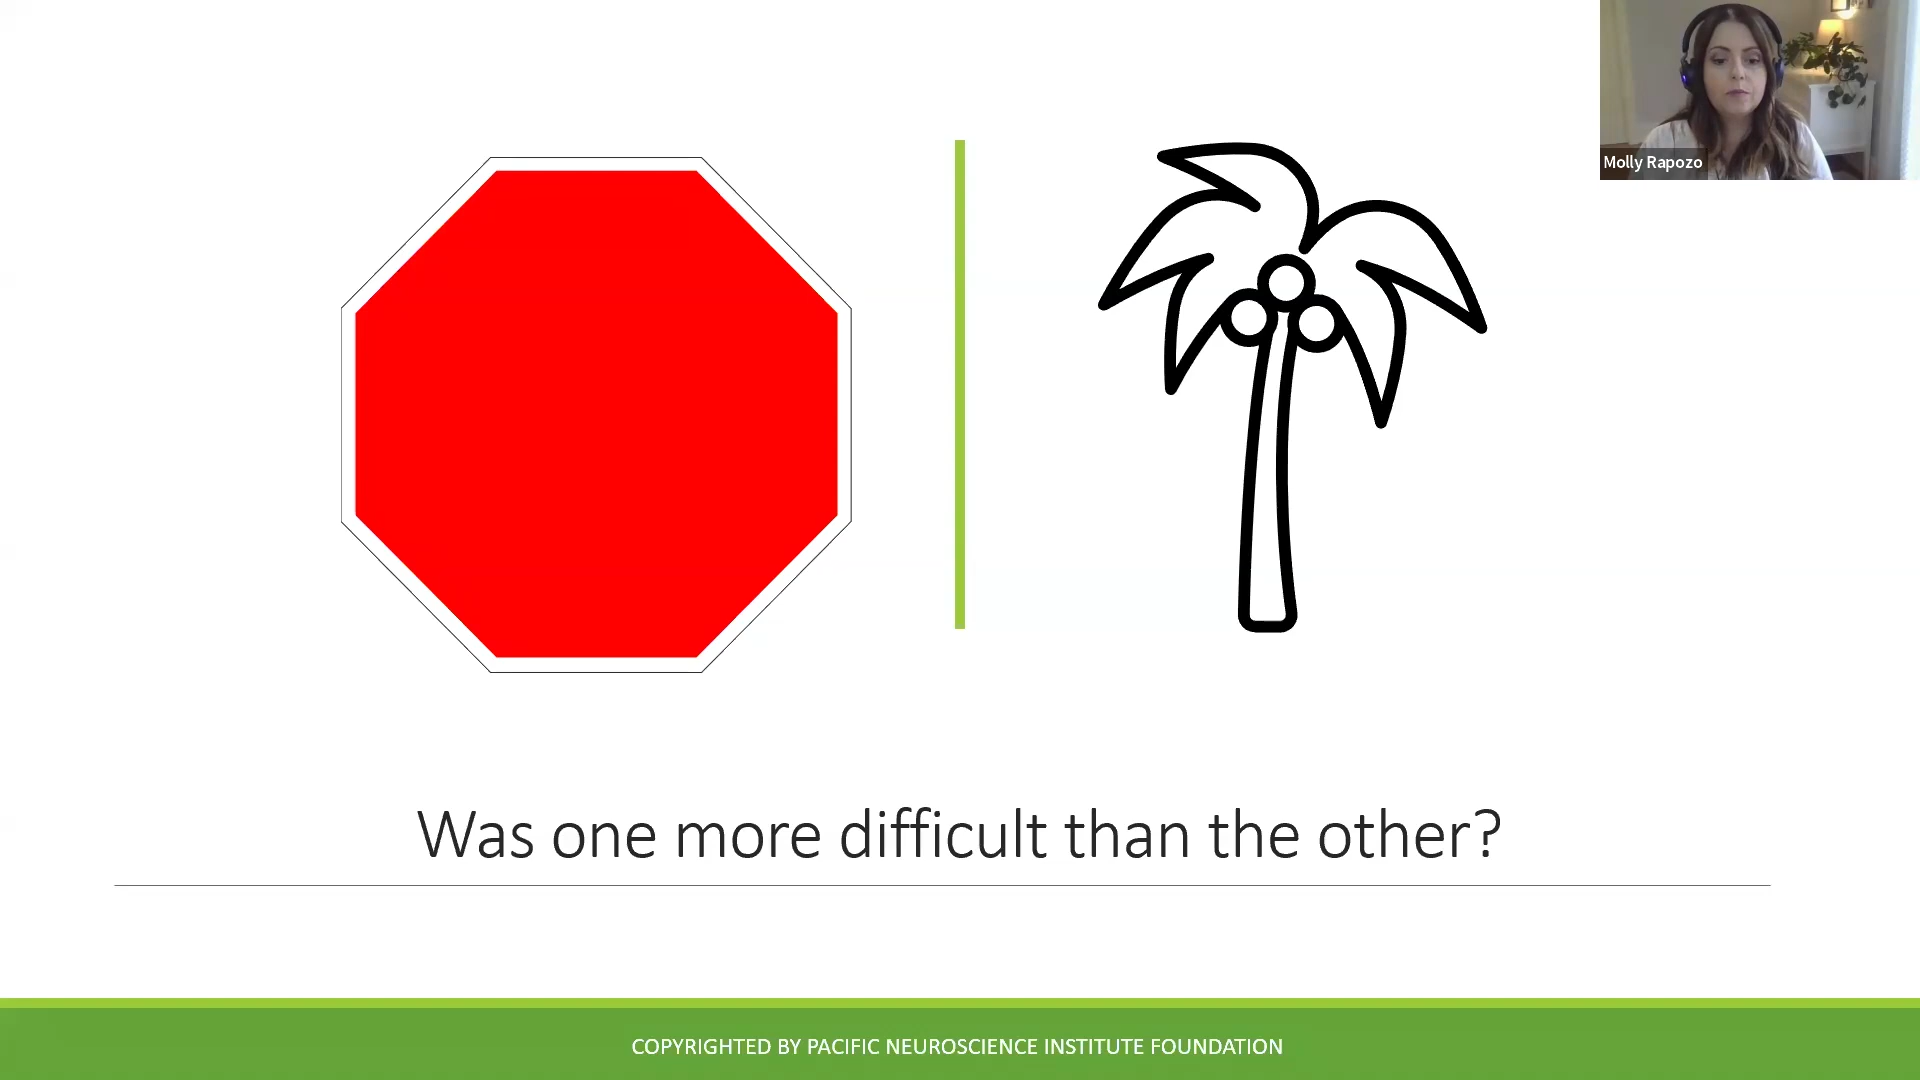 Molly Rapozo
Was one more difficult than the other?
COPYRIGHTED BY PACIFIC NEUROSCIENCE INSTITUTE FOUNDATION